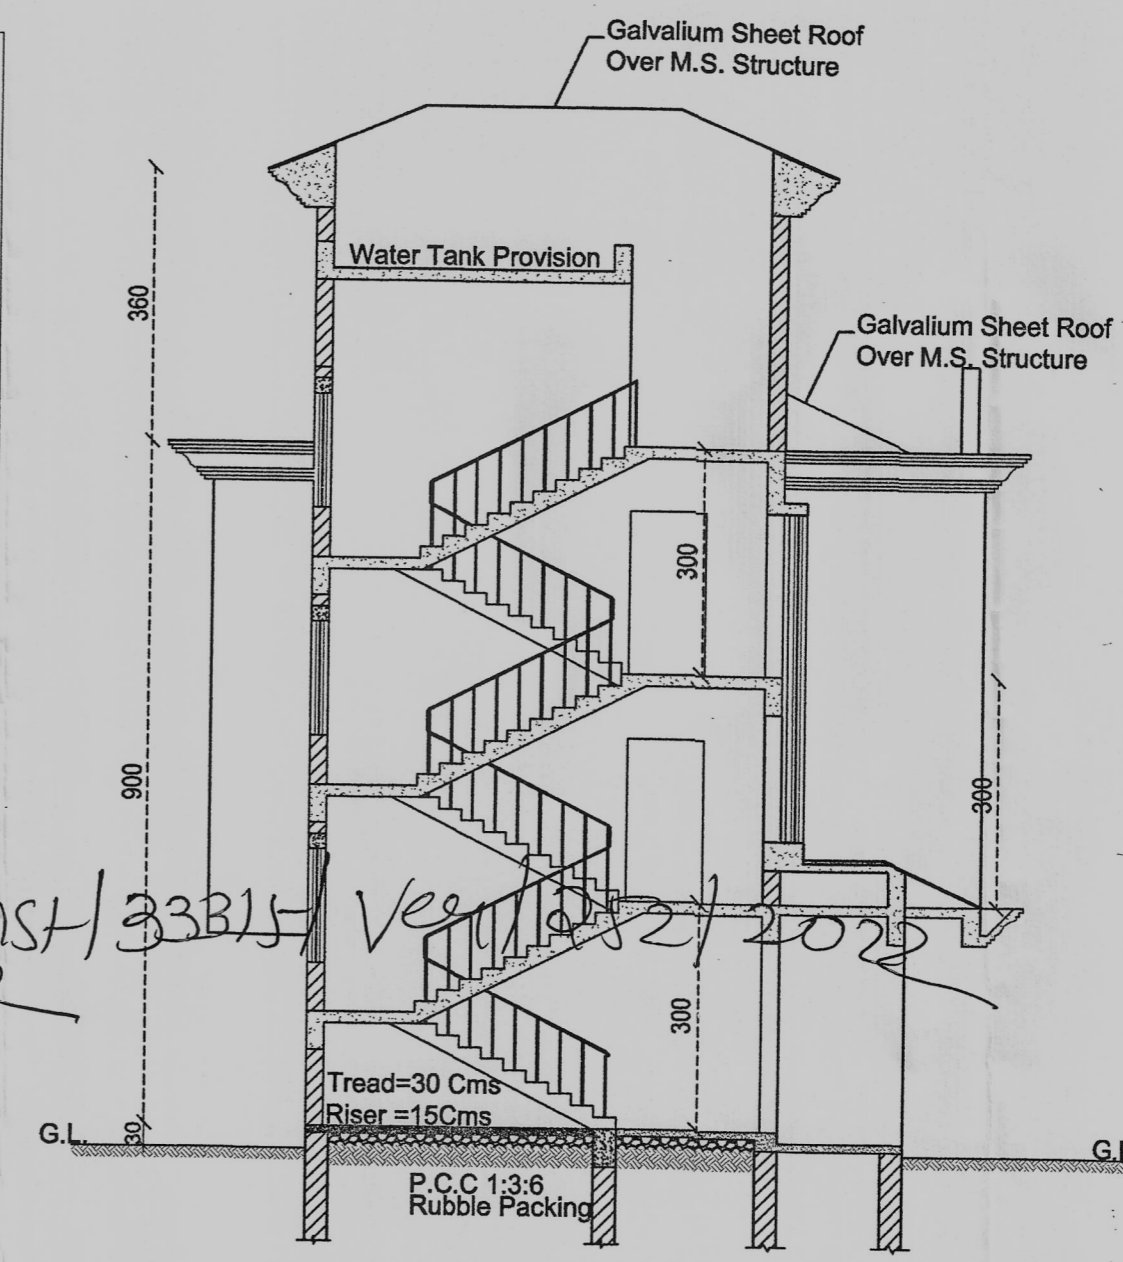 Galvalium Sheet Roof
Over M.S. Structure
Water Tank Provision
360
Galvalium Sheet Roof
Over M.S. Structure
300
900
300
300
Tread=30 Cms
Riser =15Cms
30
G.L.
P.C.C 1:3:6
Rubble Packing
2022